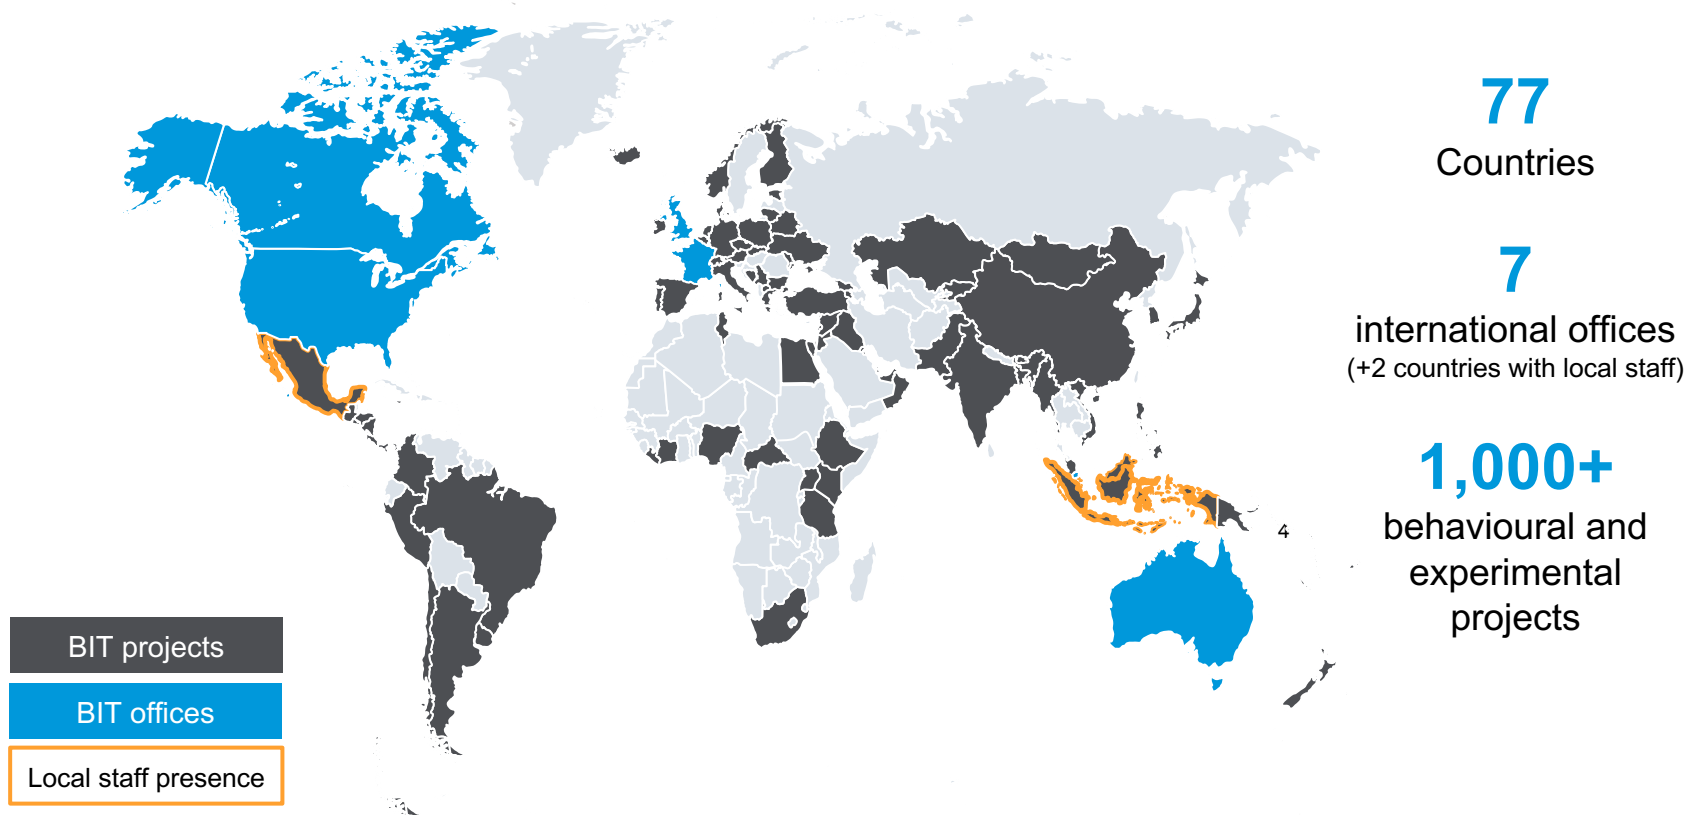 77
Countries
7
international offices
(+2 countries with local staff)
1,000+
behavioural and
experimental
projects
4
BIT projects
BIT offices
Local staff presence